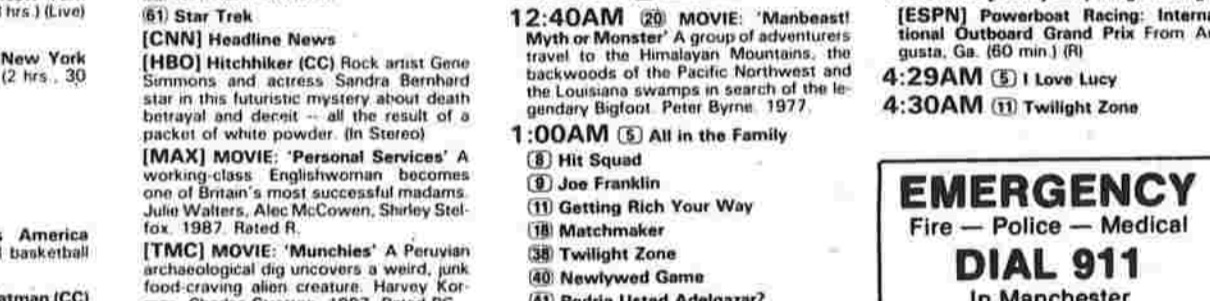 hrs.) (Live)
New York
(2 hrs., 30
America
basketball
(CC)
(61) Star Trek
[CNN] Headline News
[HBO] Hitchhiker (CC) Rock artist Gene
Simmons and actress Sandra Bernhard
star in this futuristic mystery about death
betrayal and deceit -- all the result of a
packet of white powder. (In Stereo)
[MAX] MOVIE: 'Personal Services' A
working-class Englishwoman becomes
one of Britain's most successful madams.
Julie Walters, Alec McCowen, Shirley Stel-
fox. 1987. Rated R.
[TMC] MOVIE: 'Munchies' A Peruvian
archaeological dig uncovers a weird, junk
food-craving alien creature. Harvey Kor-
12:40AM (20) MOVIE: 'Manbeast!
Myth or Monster' A group of adventurers
travel to the Himalayan Mountains, the
backwoods of the Pacific Northwest and
the Louisiana swamps in search of the le-
gendary Bigfoot. Peter Byrne. 1977.
1:00AM (5) All in the Family
(8) Hit Squad
(9) Joe Franklin
(11) Getting Rich Your Way
(18) Matchmaker
(38) Twilight Zone
(40) Newlywed Game
(41) Podria Usted Adelgazar?
[ESPN] Powerboat Racing: Interna
tional Outboard Grand Prix From Au
gusta, Ga. (60 min.) (R)
4:29AM (5) I Love Lucy
4:30AM (11) Twilight Zone
EMERGENCY
Fire — Police — Medical
DIAL 911
In Manchester